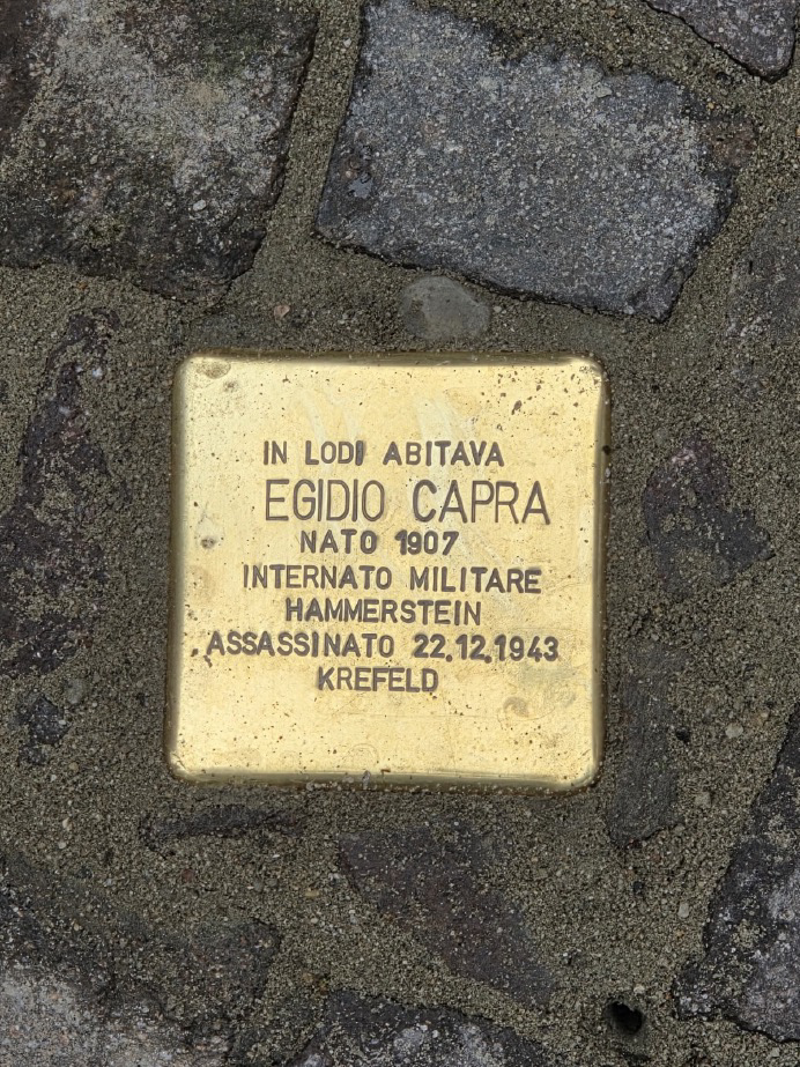 IN LODI ABITAVA
EGIDIO CAPRA
NATO 1907
INTERNATO MILITARE
HAMMERSTEIN
ASSASSINATO 22.12.1943
KREFELD